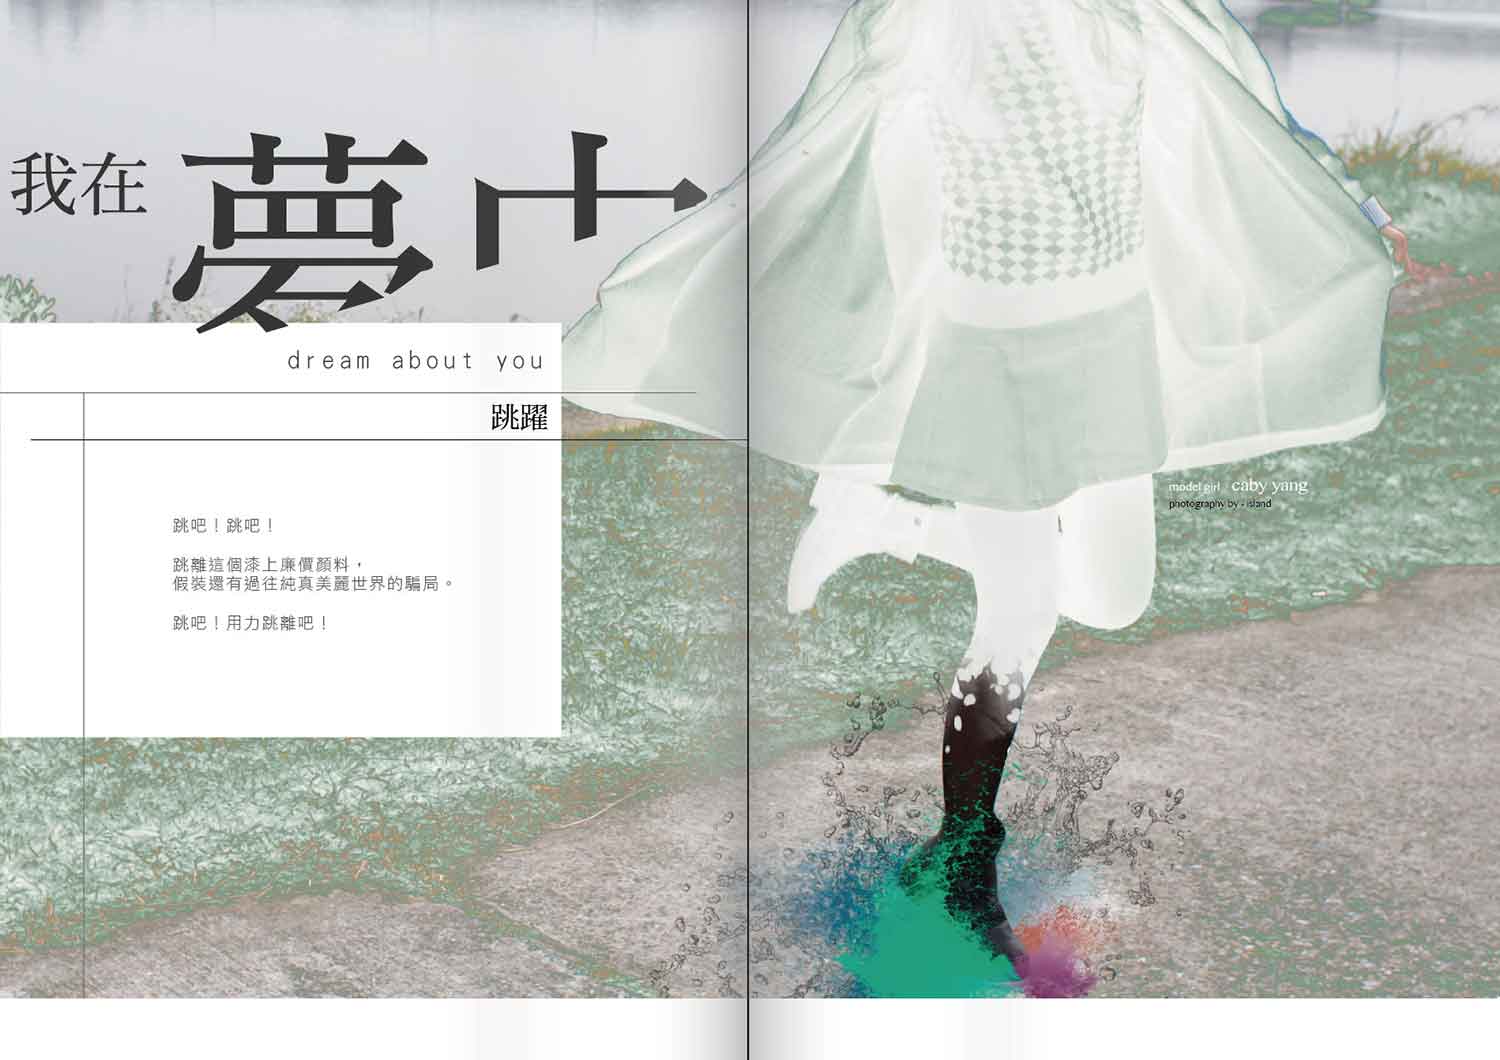 我在 夢中
dream about you
跳躍
跳吧！跳吧！
跳離這個漆上廉價顏料，
假裝還有過往純真美麗世界的騙局。
跳吧！用力跳離吧！
model girl / caby yang
photography by - island